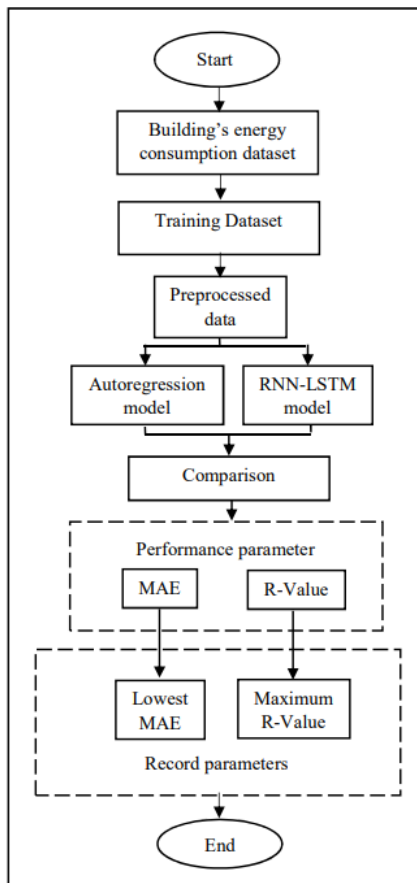 Start
Building’s energy
consumption dataset
Training Dataset
Preprocessed
data
Autoregression
model
RNN-LSTM
model
Comparison
Performance parameter
MAE
R-Value
Lowest
MAE
Maximum
R-Value
Record parameters
End